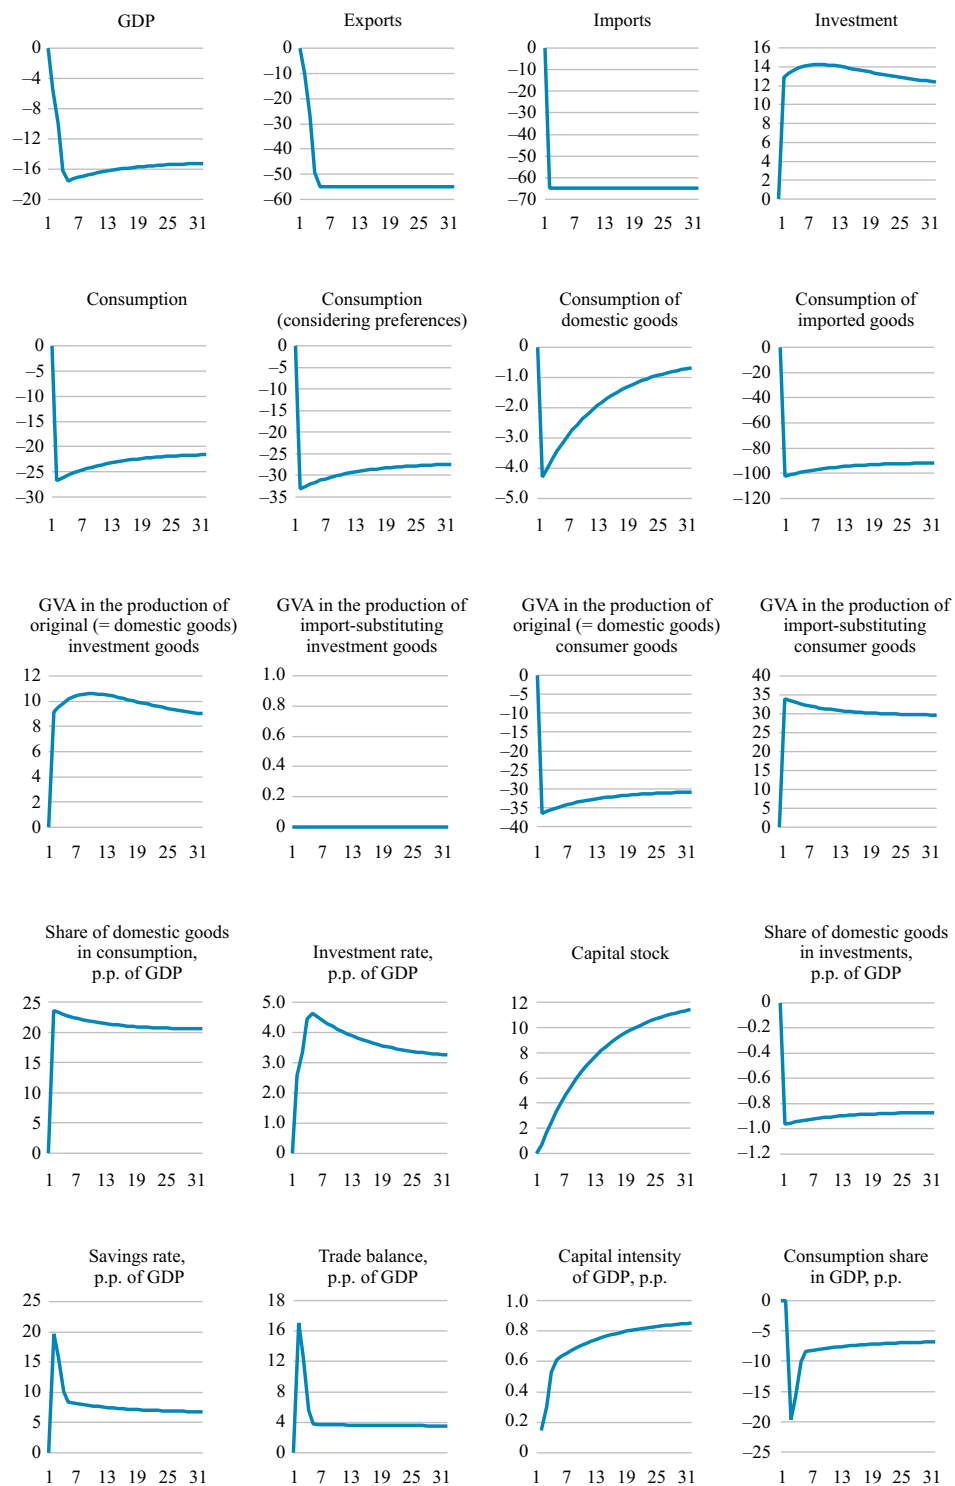 GDP
0
–4
–8
–12
–16
–20
1 7 13 19 25 31
Exports
0
–10
–20
–30
–40
–50
–60
1 7 13 19 25 31
Imports
0
–10
–20
–30
–40
–50
–60
–70
1 7 13 19 25 31
Investment
16
14
12
10
8
6
4
2
0
1 7 13 19 25 31
Consumption
0
–5
–10
–15
–20
–25
–30
1 7 13 19 25 31
Consumption
(considering preferences)
0
–5
–10
–15
–20
–25
–30
–35
1 7 13 19 25 31
Consumption of
domestic goods
0
–1.0
–2.0
–3.0
–4.0
–5.0
1 7 13 19 25 31
Consumption of
imported goods
0
–20
–40
–60
–80
–100
–120
1 7 13 19 25 31
GVA in the production of
original (= domestic goods)
investment goods
12
10
8
6
4
2
0
1 7 13 19 25 31
GVA in the production of
import-substituting
investment goods
1.0
0.8
0.6
0.4
0.2
0
1 7 13 19 25 31
GVA in the production of
original (= domestic goods)
consumer goods
0
–5
–10
–15
–20
–25
–30
–35
–40
1 7 13 19 25 31
GVA in the production of
import-substituting
consumer goods
40
35
30
25
20
15
10
5
0
1 7 13 19 25 31
Share of domestic goods
in consumption,
p.p. of GDP
25
20
15
10
5
0
1 7 13 19 25 31
Investment rate,
p.p. of GDP
5.0
4.0
3.0
2.0
1.0
0
1 7 13 19 25 31
Capital stock
12
10
8
6
4
2
0
1 7 13 19 25 31
Share of domestic goods
in investments,
p.p. of GDP
0
–0.2
–0.4
–0.6
–0.8
–1.0
–1.2
1 7 13 19 25 31
Savings rate,
p.p. of GDP
25
20
15
10
5
0
1 7 13 19 25 31
Trade balance,
p.p. of GDP
18
16
12
8
4
0
1 7 13 19 25 31
Capital intensity
of GDP, p.p.
1.0
0.8
0.6
0.4
0.2
0
1 7 13 19 25 31
Consumption share
in GDP, p.p.
0
–5
–10
–15
–20
–25
1 7 13 19 25 31